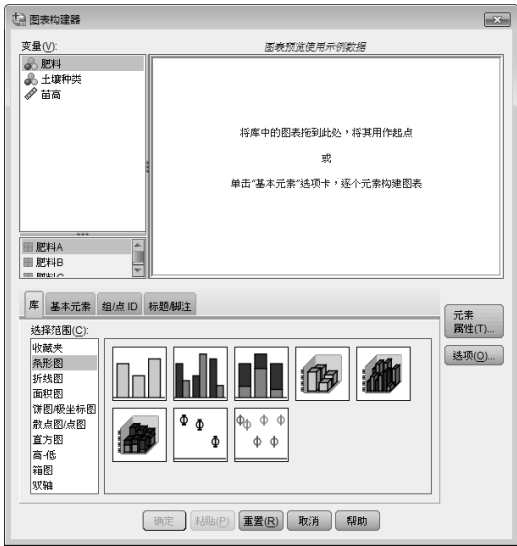 图表构建器
变量(V):
图表预览使用示例数据
肥料
土壤种类
苗高
将库中的图表拖到此处，将其用作起点
或
单击“基本元素”选项卡，逐个元素构建图表
肥料A
肥料B
肥料C
库
基本元素
组/点 ID
标题/脚注
元素
属性(T)...
选项(O)...
选择范围(C):
收藏夹
条形图
折线图
面积图
饼图/极坐标图
散点图/点图
直方图
高-低
箱图
双轴
确定
粘贴(P)
重置(R)
取消
帮助